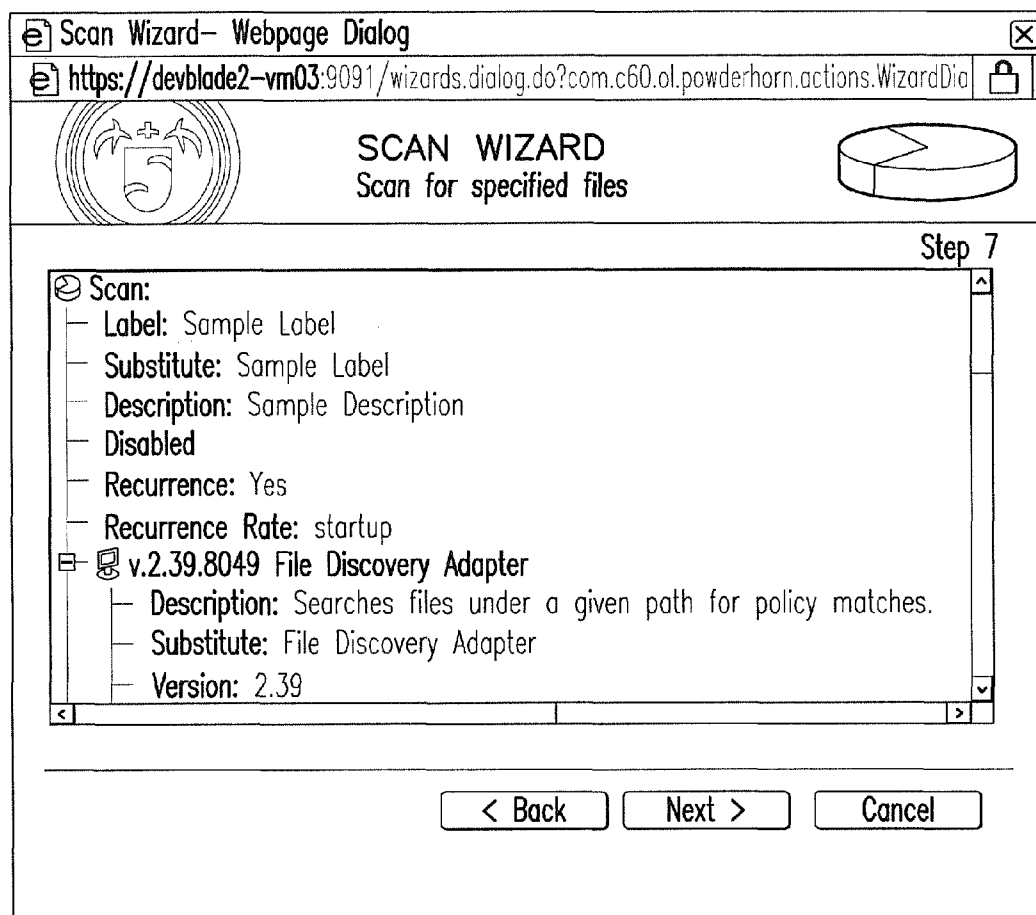 Scan Wizard– Webpage Dialog
https://devblade2–vm03:9091/wizards.dialog.do?com.c60.ol.powderhorn.actions.WizardDia
SCAN WIZARD
Scan for specified files
Step 7
Scan:
Label: Sample Label
Substitute: Sample Label
Description: Sample Description
Disabled
Recurrence: Yes
Recurrence Rate: startup
v.2.39.8049 File Discovery Adapter
Description: Searches files under a given path for policy matches.
Substitute: File Discovery Adapter
Version: 2.39
< Back Next > Cancel